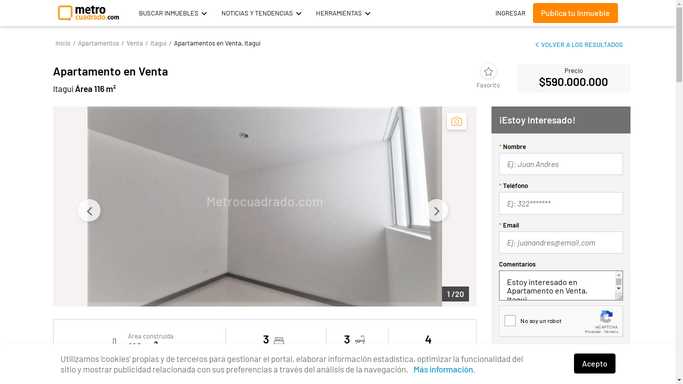 metro
cuadrado.com
BUSCAR INMUEBLES
NOTICIAS Y TENDENCIAS
HERRAMIENTAS
INGRESAR
Publica tu inmueble
Inicio / Apartamentos / Venta / Itagui / Apartamentos en Venta, Itagui
VOLVER A LOS RESULTADOS
Apartamento en Venta
Itagui Área 116 m²
Favorito
Precio
$590.000.000
Metrocuadrado.com
1 / 20
¡Estoy Interesado!
* Nombre
Ej: Juan Andres
* Teléfono
Ej: 322*******
* Email
Ej: juanandres@email.com
Comentarios
Estoy interesado en
Apartamento en Venta,
Itagui
No soy un robot
reCAPTCHA
Privacidad - Términos
Área construida
3
3
4
Utilizamos 'cookies' propias y de terceros para gestionar el portal, elaborar información estadística, optimizar la funcionalidad del
sitio y mostrar publicidad relacionada con sus preferencias a través del análisis de la navegación. Más información.
Acepto